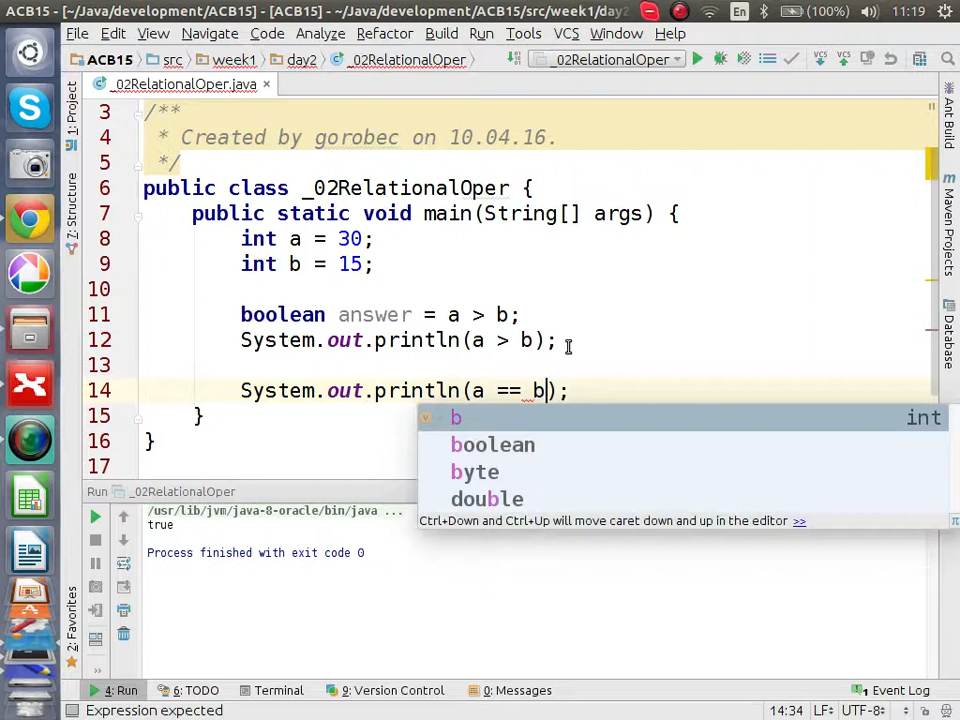 ACB15 - [~/Java/development/ACB15] - [ACB15] - ~/Java/development/ACB15/src/week1/day2 En (100%) 11:19
File Edit View Navigate Code Analyze Refactor Build Run Tools VCS Window Help
ACB15 src week1 day2 _02RelationalOper _02RelationalOper VCS VCS
_02RelationalOper.java ×
1: Project
7: Structure
2: Favorites
Ant Build
Maven Projects
Database
3 /**
4 * Created by gorobec on 10.04.16.
5 */
6 public class _02RelationalOper {
7 public static void main(String[] args) {
8 int a = 30;
9 int b = 15;
10
11 boolean answer = a > b;
12 System.out.println(a > b);
13
14 System.out.println(a == b);
15 }
16 }
17
b int
boolean
byte
double
Ctrl+Down and Ctrl+Up will move caret down and up in the editor >>
Run _02RelationalOper
/usr/lib/jvm/java-8-oracle/bin/java ...
true
Process finished with exit code 0
4: Run 6: TODO Terminal 9: Version Control 0: Messages 1 Event Log
Expression expected 14:34 LF UTF-8